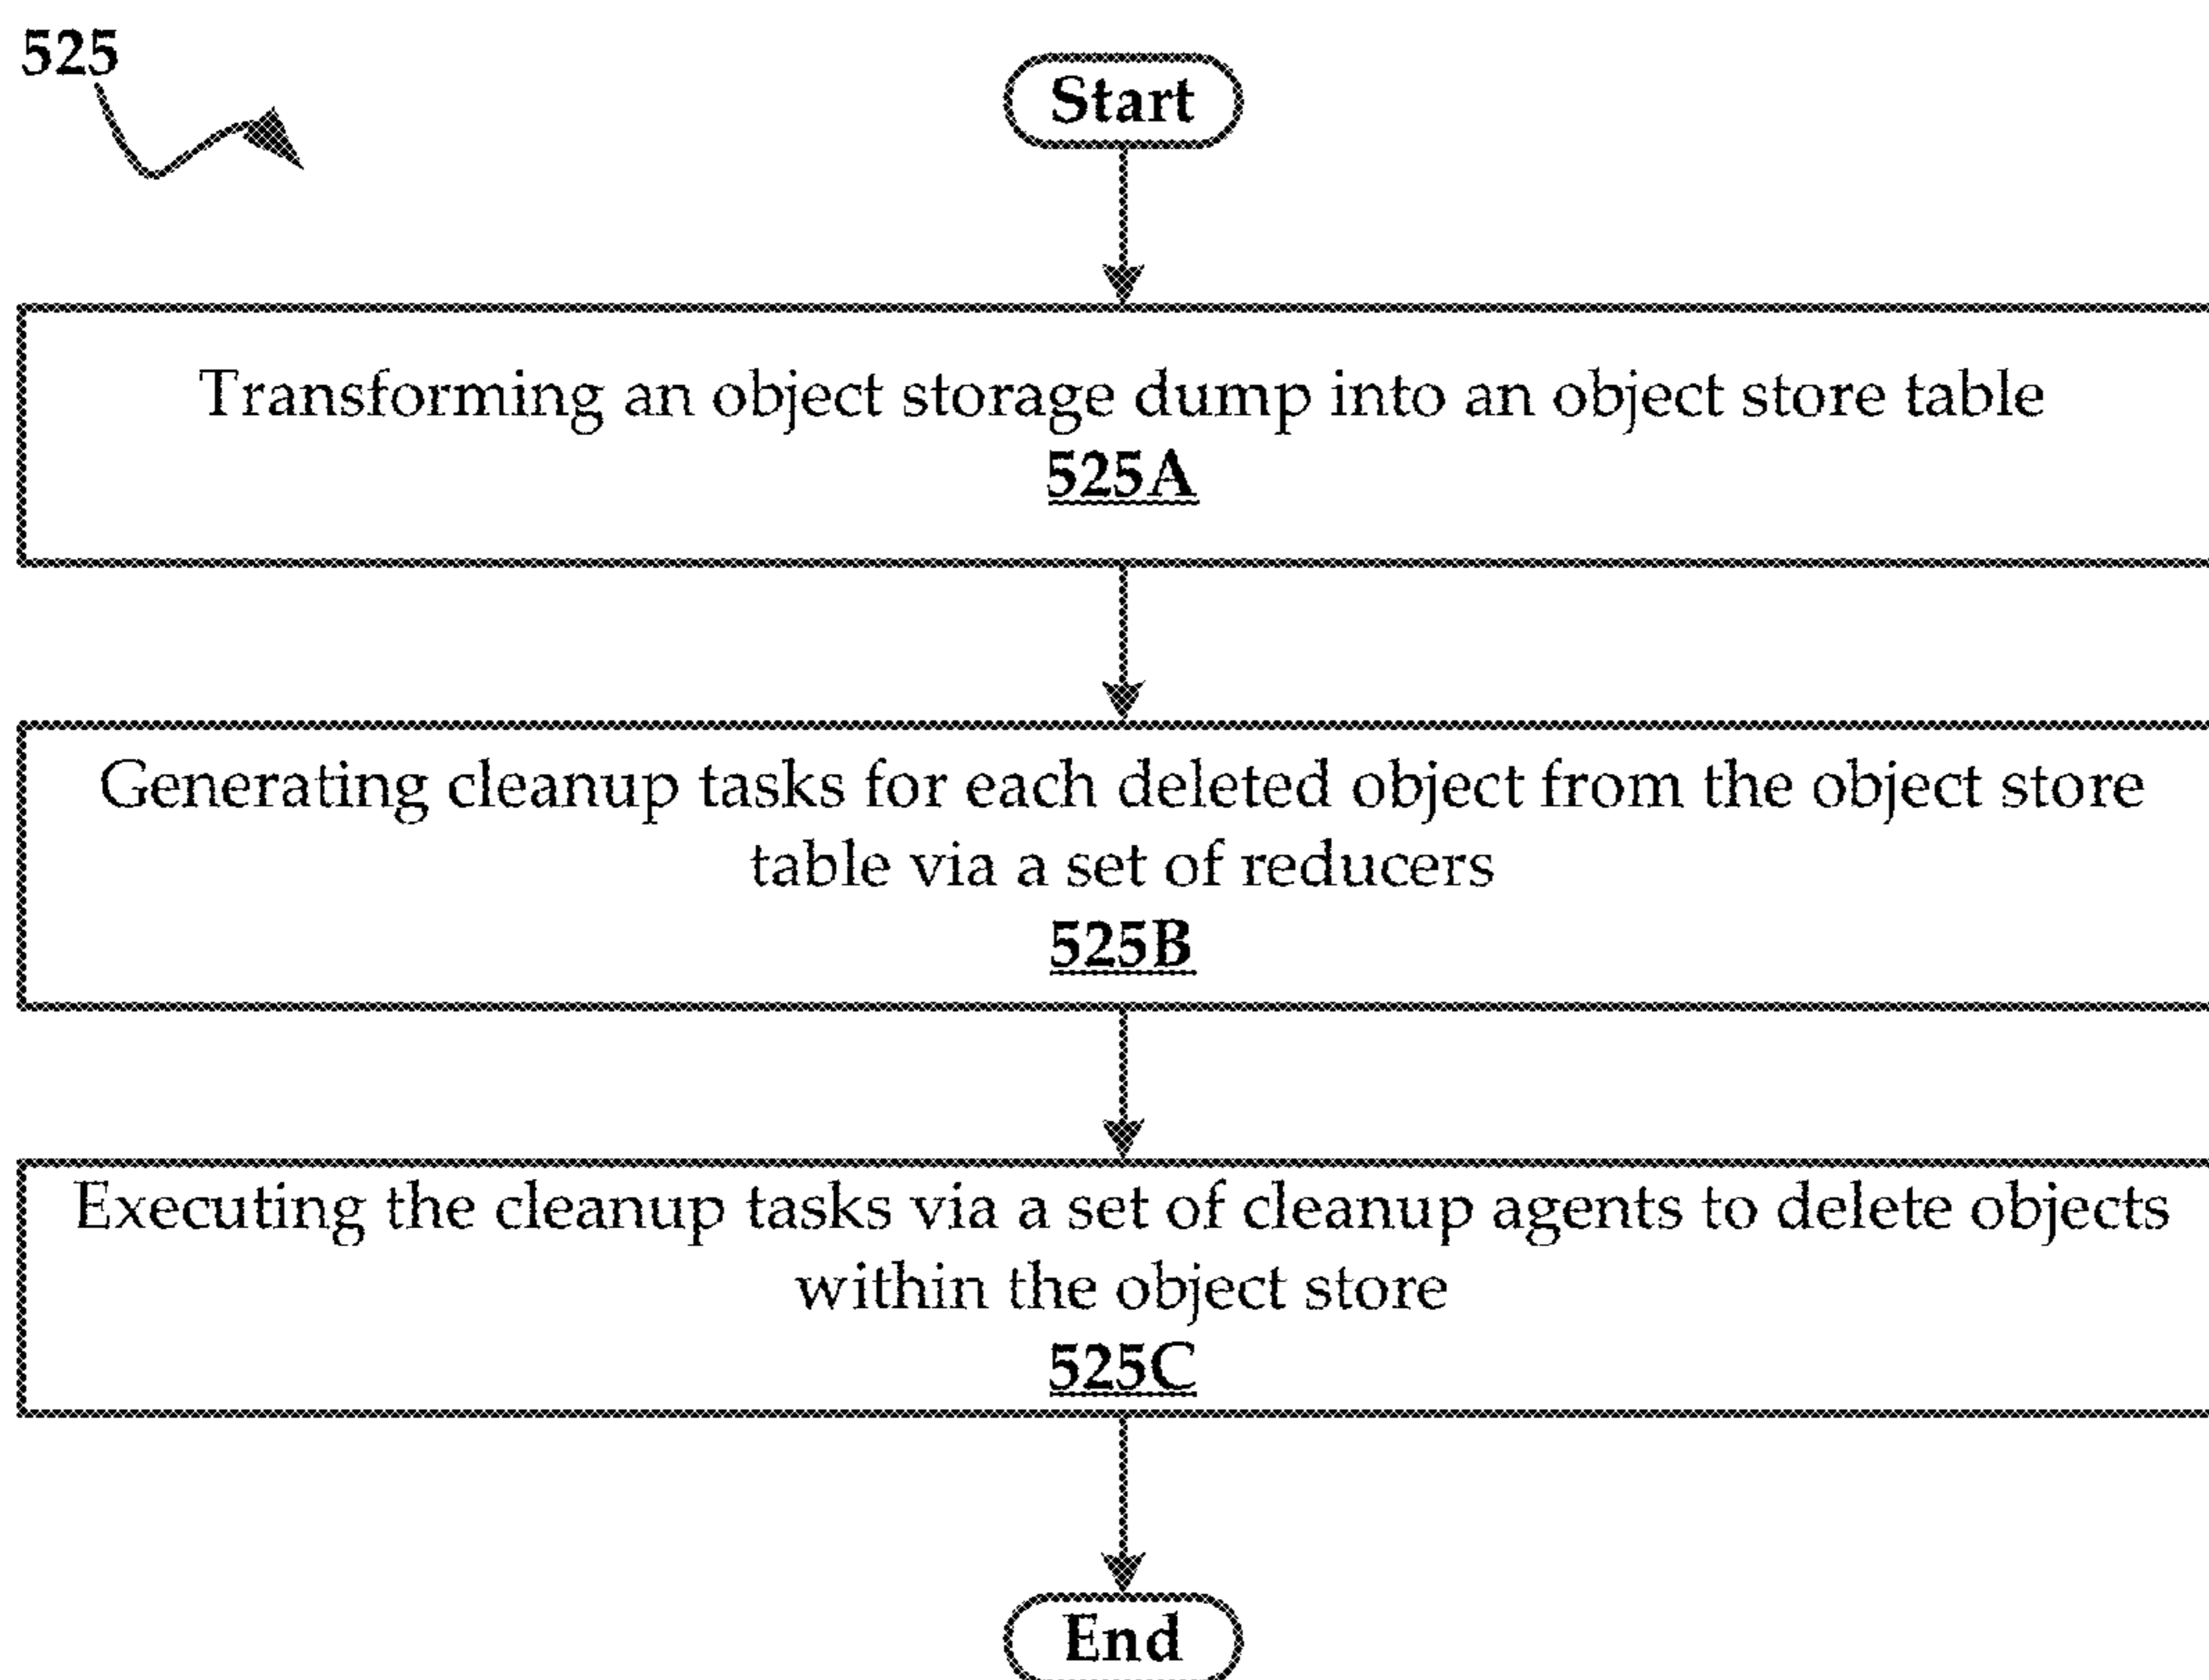 525
Start
Transforming an object storage dump into an object store table
525A
Generating cleanup tasks for each deleted object from the object store
table via a set of reducers
525B
Executing the cleanup tasks via a set of cleanup agents to delete objects
within the object store
525C
End